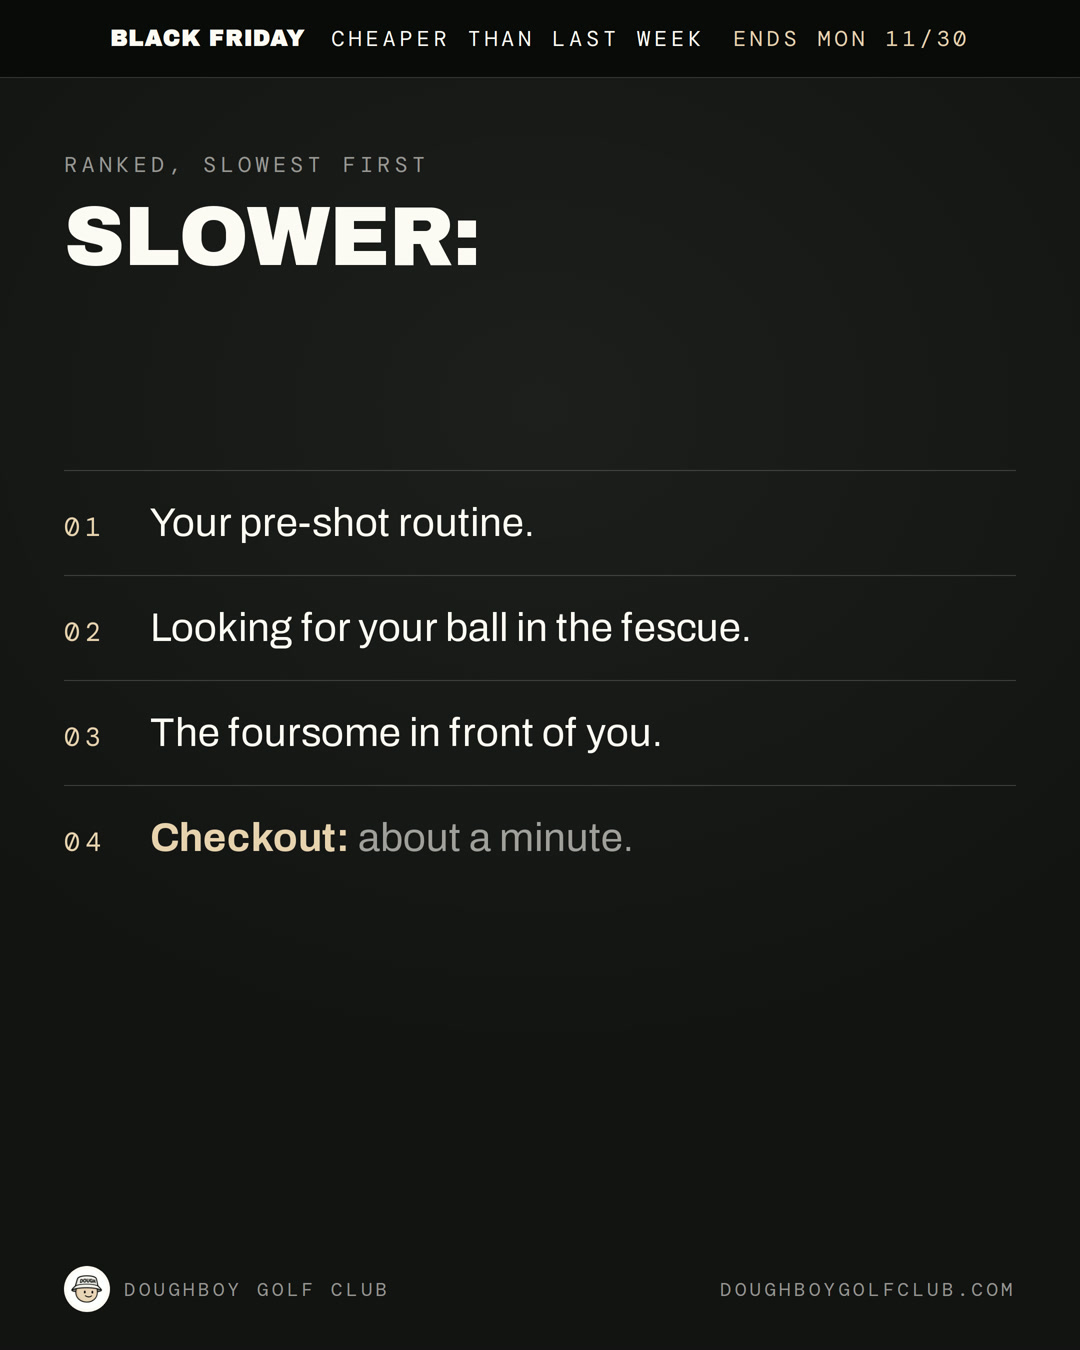 BLACK FRIDAY CHEAPER THAN LAST WEEK ENDS MON 11/30
RANKED, SLOWEST FIRST
SLOWER:
01 Your pre-shot routine.
02 Looking for your ball in the fescue.
03 The foursome in front of you.
04 Checkout: about a minute.
DOUGH
DOUGHBOY GOLF CLUB
DOUGHBOYGOLFCLUB.COM